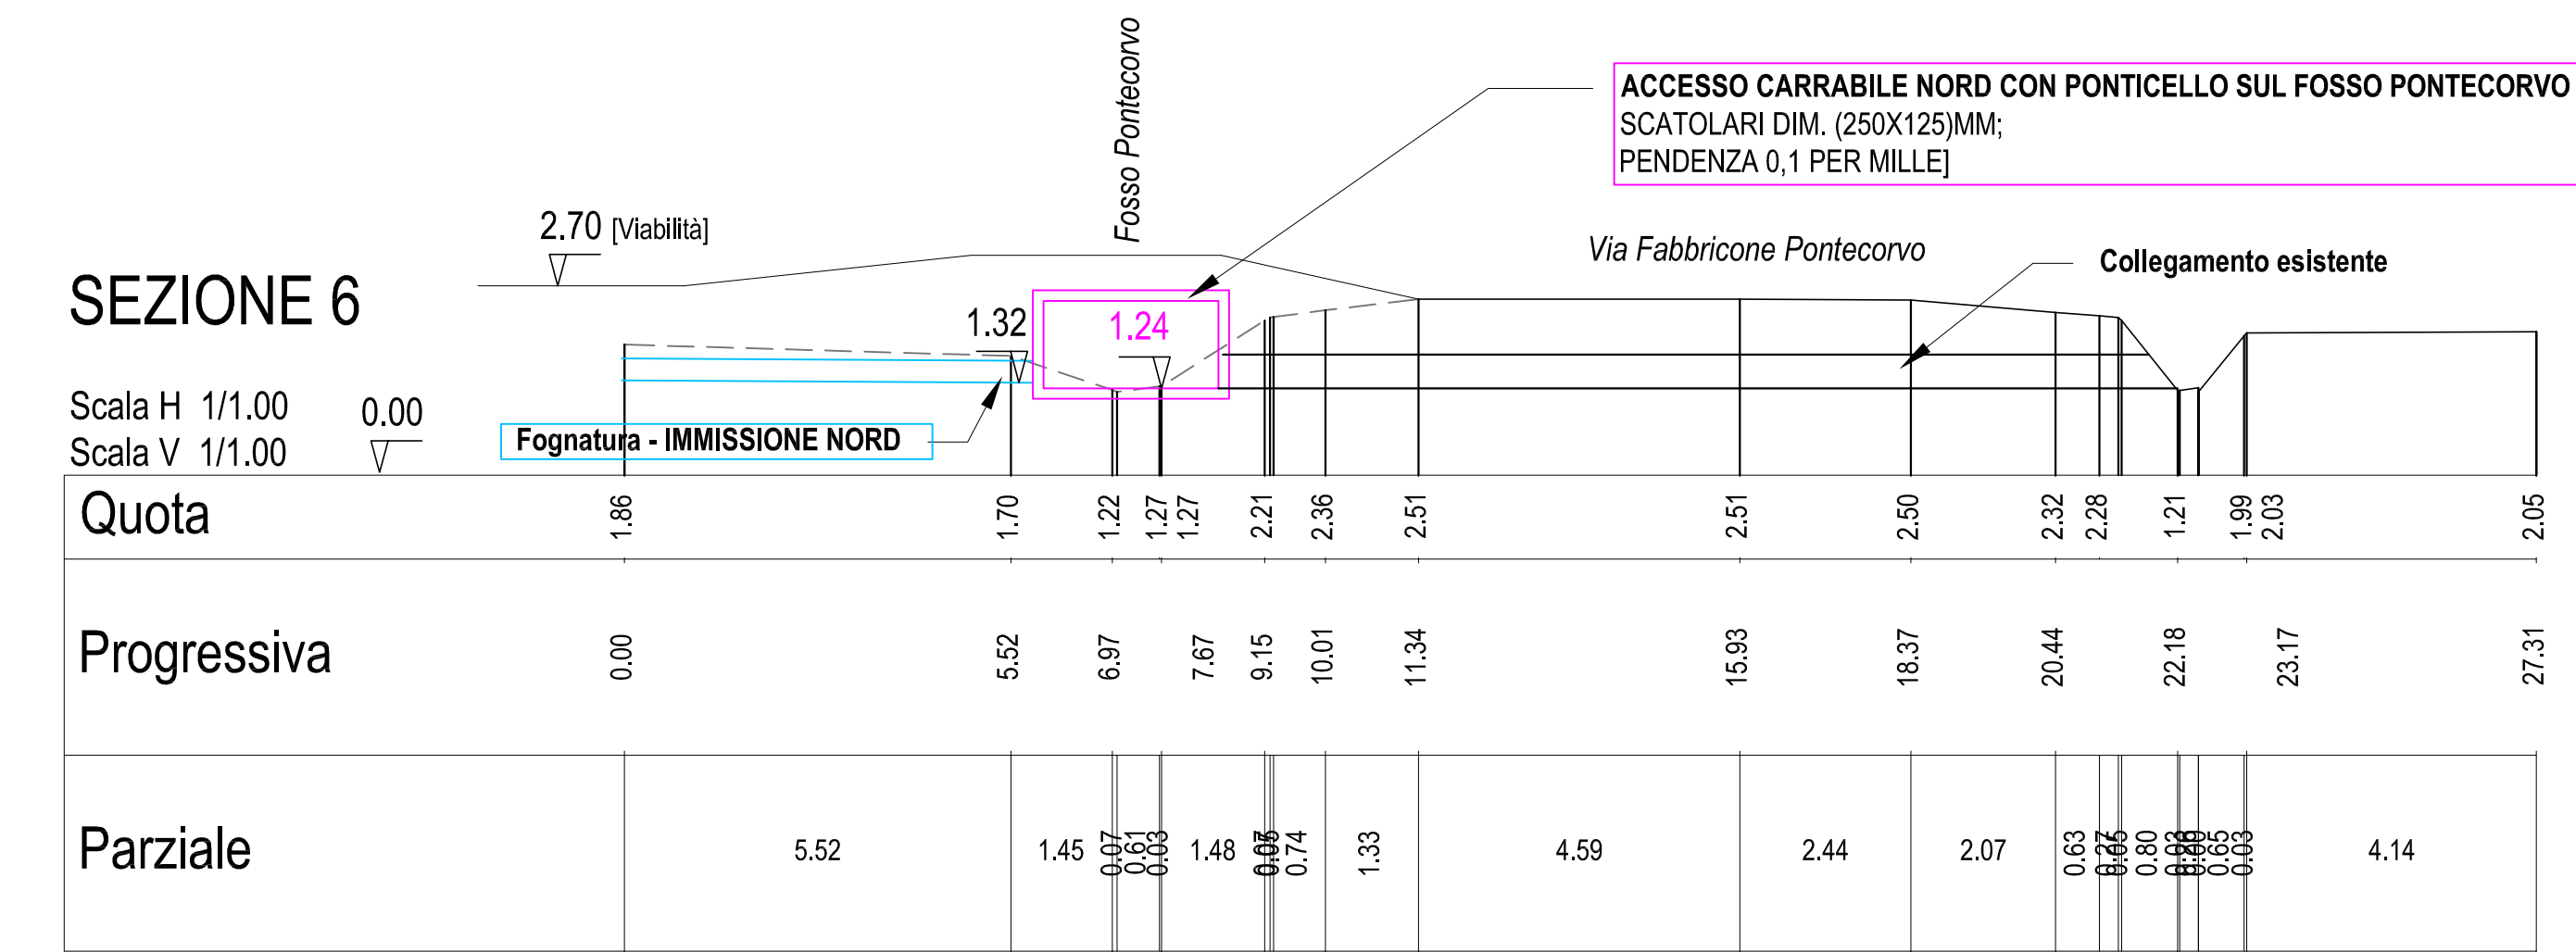 Fosso Pontecorvo
ACCESSO CARRABILE NORD CON PONTICELLO SUL FOSSO PONTECORVO
SCATOLARI DIM. (250X125)MM;
PENDENZA 0,1 PER MILLE]
2.70 [Viabilità]
Via Fabbricone Pontecorvo
Collegamento esistente
SEZIONE 6
1.32
1.24
Scala H 1/1.00
Scala V 1/1.00
0.00
Fognatura - IMMISSIONE NORD
Quota
1.86 1.70 1.22 1.27 1.27 2.21 2.36 2.51 2.51 2.50 2.32 2.28 1.21 1.99 2.03 2.05
Progressiva
0.00 5.52 6.97 7.67 9.15 10.01 11.34 15.93 18.37 20.44 22.18 23.17 27.31
Parziale
5.52 1.45 0.07 0.61 0.03 1.48 0.74 1.33 4.59 2.44 2.07 0.63 0.80 0.65 0.03 4.14